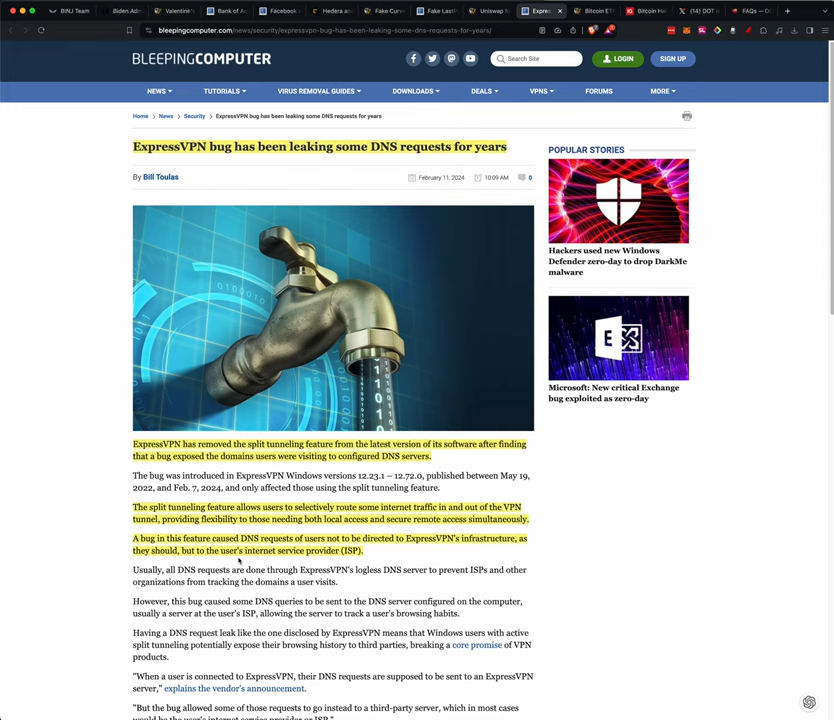 BINJ Team
Biden Adm
Valentine's
Bank of Am
Facebook
Hedera and
Fake Curve
Fake LastP
Uniswap
Expres
Bitcoin ET
Bitcoin Ha
(14) DOT
FAQs — D
bleepingcomputer.com/news/security/expressvpn-bug-has-been-leaking-some-dns-requests-for-years/
BLEEPINGCOMPUTER
Search Site
LOGIN
SIGN UP
NEWS
TUTORIALS
VIRUS REMOVAL GUIDES
DOWNLOADS
DEALS
VPNS
FORUMS
MORE
Home > News > Security > ExpressVPN bug has been leaking some DNS requests for years
ExpressVPN bug has been leaking some DNS requests for years
By Bill Toulas
February 11, 2024
10:09 AM
0
ExpressVPN has removed the split tunneling feature from the latest version of its software after finding
that a bug exposed the domains users were visiting to configured DNS servers.
The bug was introduced in ExpressVPN Windows versions 12.23.1 – 12.72.0, published between May 19,
2022, and Feb. 7, 2024, and only affected those using the split tunneling feature.
The split tunneling feature allows users to selectively route some internet traffic in and out of the VPN
tunnel, providing flexibility to those needing both local access and secure remote access simultaneously.
A bug in this feature caused DNS requests of users not to be directed to ExpressVPN's infrastructure, as
they should, but to the user's internet service provider (ISP).
Usually, all DNS requests are done through ExpressVPN's logless DNS server to prevent ISPs and other
organizations from tracking the domains a user visits.
However, this bug caused some DNS queries to be sent to the DNS server configured on the computer,
usually a server at the user's ISP, allowing the server to track a user's browsing habits.
Having a DNS request leak like the one disclosed by ExpressVPN means that Windows users with active
split tunneling potentially expose their browsing history to third parties, breaking a core promise of VPN
products.
"When a user is connected to ExpressVPN, their DNS requests are supposed to be sent to an ExpressVPN
server," explains the vendor's announcement.
"But the bug allowed some of those requests to go instead to a third-party server, which in most cases
would be the user's internet service provider or ISP."
POPULAR STORIES
Hackers used new Windows
Defender zero-day to drop DarkMe
malware
Microsoft: New critical Exchange
bug exploited as zero-day